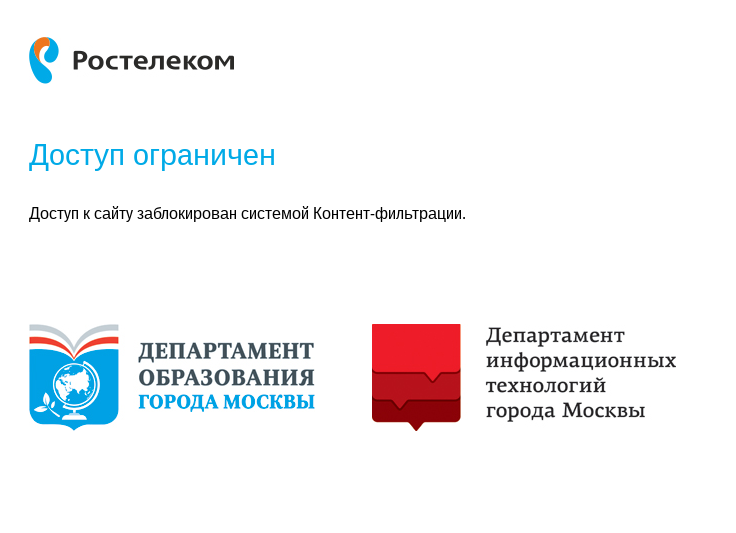 Ростелеком
Доступ ограничен
Доступ к сайту заблокирован системой Контент-фильтрации.
ДЕПАРТАМЕНТ
ОБРАЗОВАНИЯ
ГОРОДА МОСКВЫ
Департамент
информационных
технологий
города Москвы